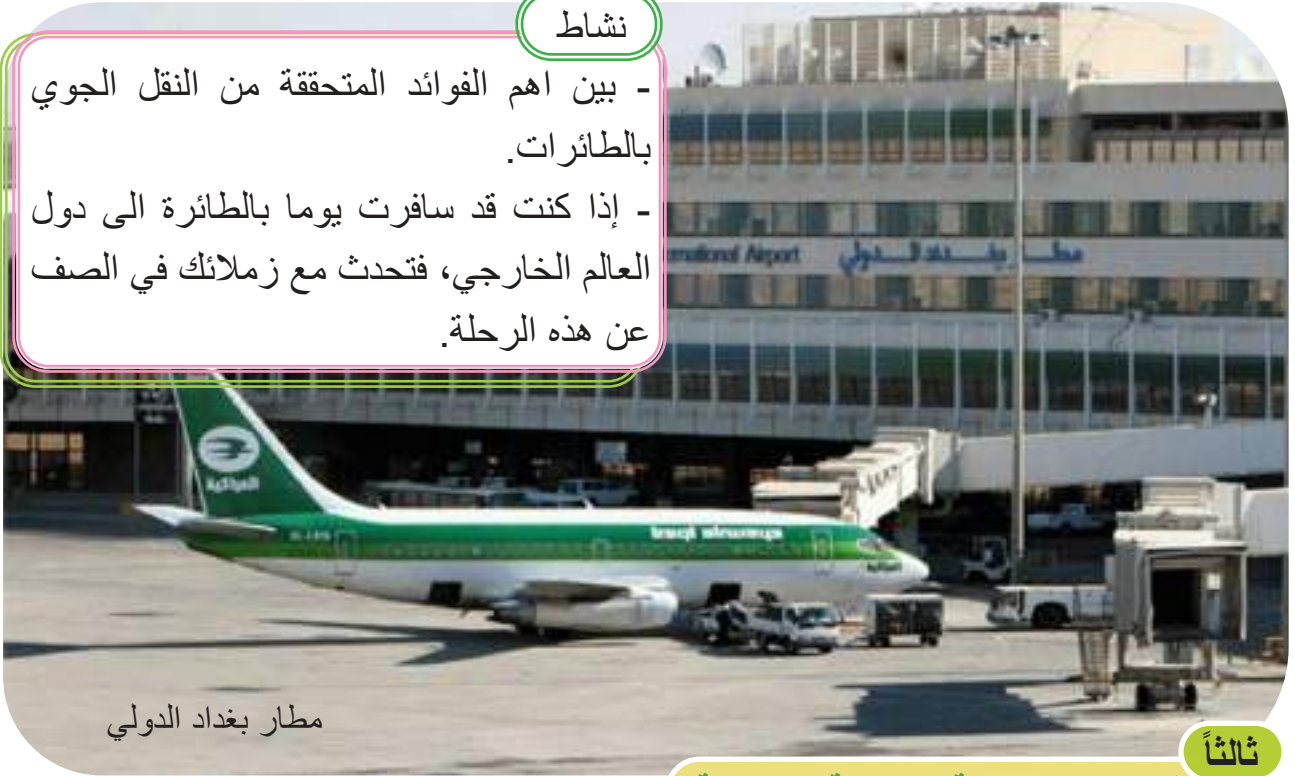 نشاط
- بين اهم الفوائد المتحققة من النقل الجوي
بالطائرات.
- إذا كنت قد سافرت يوما بالطائرة الى دول
العالم الخارجي، فتحدث مع زملائك في الصف
عن هذه الرحلة.
مطار بغداد الدولي
International Airport
العراقية
Iraqi airways
العراقية
مطار بغداد الدولي
ثالثاً